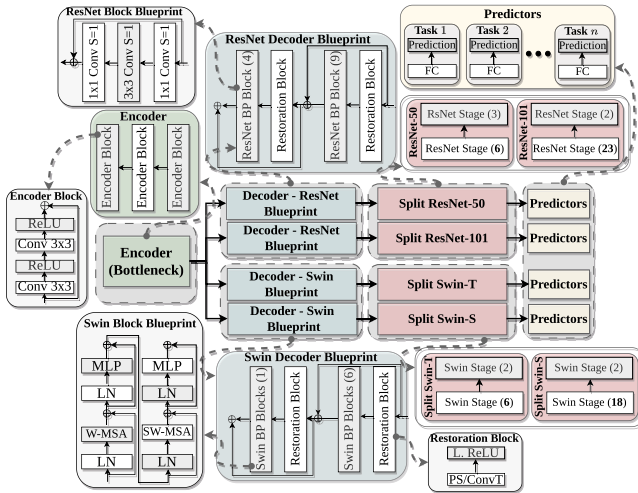 ResNet Block Blueprint
1x1 Conv S=1
3x3 Conv S=1
1x1 Conv S=1
ResNet Decoder Blueprint
ResNet BP Block (4)
Restoration Block
ResNet BP Block (9)
Restoration Block
Predictors
Task 1
Prediction
FC
Task 2
Prediction
FC
Task n
Prediction
FC
ResNet-50
RsNet Stage (3)
ResNet Stage (6)
ResNet-101
ResNet Stage (2)
ResNet Stage (23)
Encoder
Encoder Block
Encoder Block
Encoder Block
Encoder Block
ReLU
Conv 3x3
ReLU
Conv 3x3
Encoder
(Bottleneck)
Decoder - ResNet
Blueprint
Split ResNet-50
Predictors
Decoder - ResNet
Blueprint
Split ResNet-101
Predictors
Decoder - Swin
Blueprint
Split Swin-T
Predictors
Decoder - Swin
Blueprint
Split Swin-S
Predictors
Swin Block Blueprint
MLP
LN
W-MSA
LN
MLP
LN
SW-MSA
LN
Swin Decoder Blueprint
Swin BP Blocks (1)
Restoration Block
Swin BP Blocks (6)
Restoration Block
Split Swin-T
Swin Stage (2)
Swin Stage (6)
Split Swin-S
Swin Stage (2)
Swin Stage (18)
Restoration Block
L. ReLU
PS/ConvT